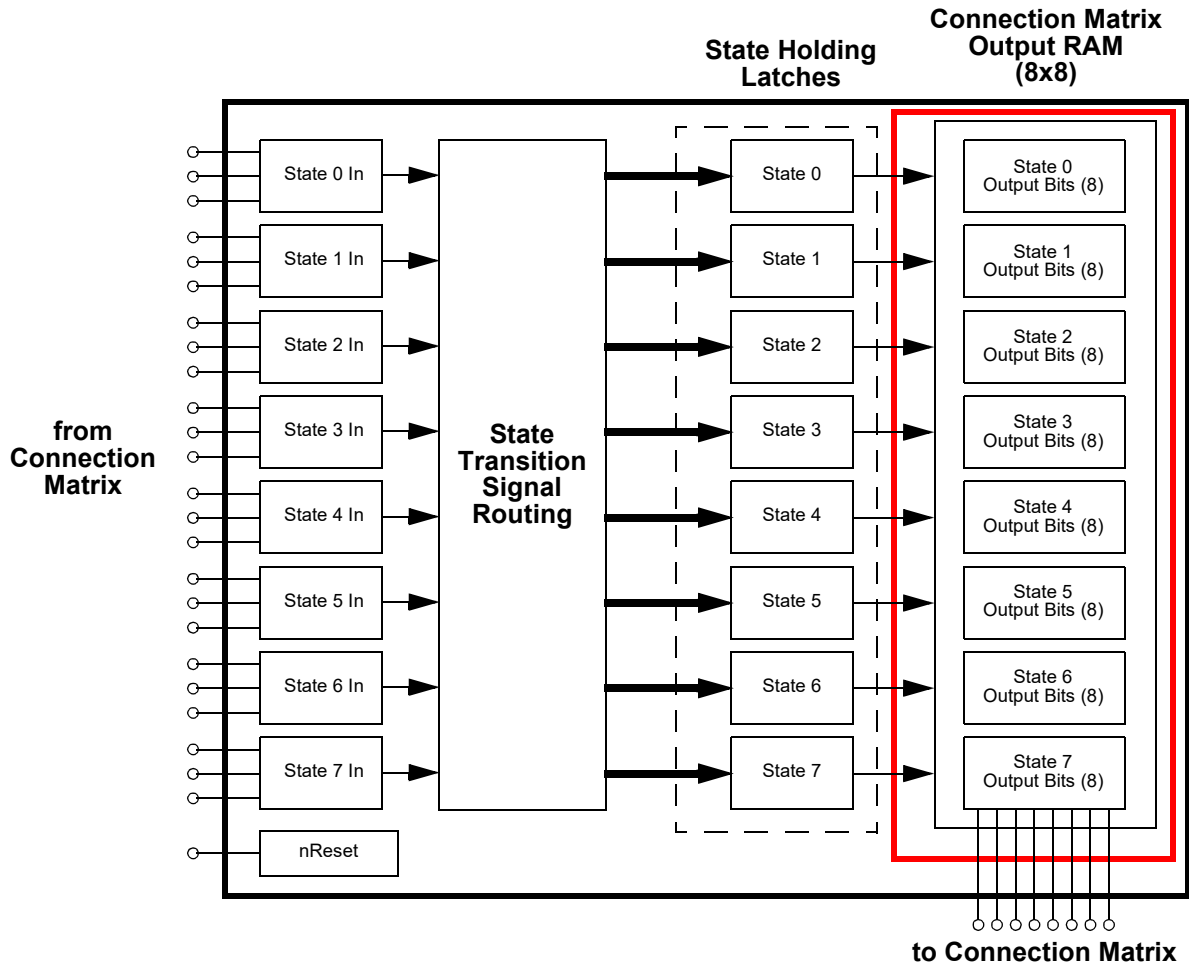 Connection Matrix
Output RAM
(8x8)
State Holding
Latches
from
Connection
Matrix
State 0 In
State 1 In
State 2 In
State 3 In
State 4 In
State 5 In
State 6 In
State 7 In
nReset
State
Transition
Signal
Routing
State 0
State 1
State 2
State 3
State 4
State 5
State 6
State 7
State 0
Output Bits (8)
State 1
Output Bits (8)
State 2
Output Bits (8)
State 3
Output Bits (8)
State 4
Output Bits (8)
State 5
Output Bits (8)
State 6
Output Bits (8)
State 7
Output Bits (8)
to Connection Matrix